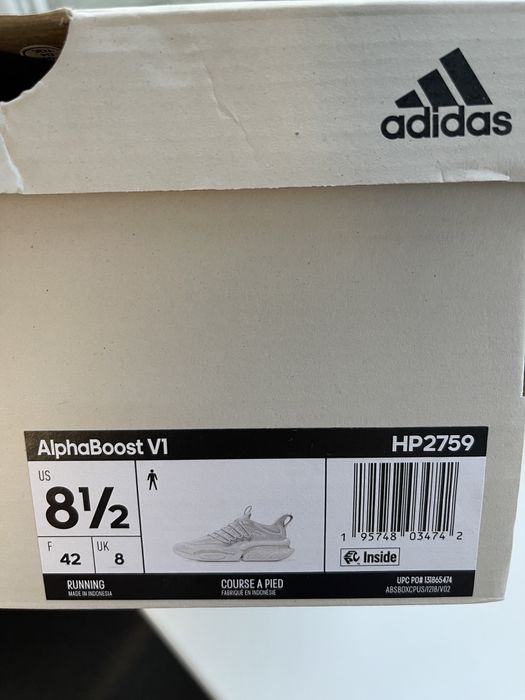 adidas
AlphaBoost V1
HP2759
US
8½
F
42
UK
8
1 95748 03474 2
Inside
RUNNING
MADE IN INDONESIA
COURSE A PIED
FABRIQUÉ EN INDONÉSIE
UPC PO# 131865474
ABSBOXCPUS/1218/V02